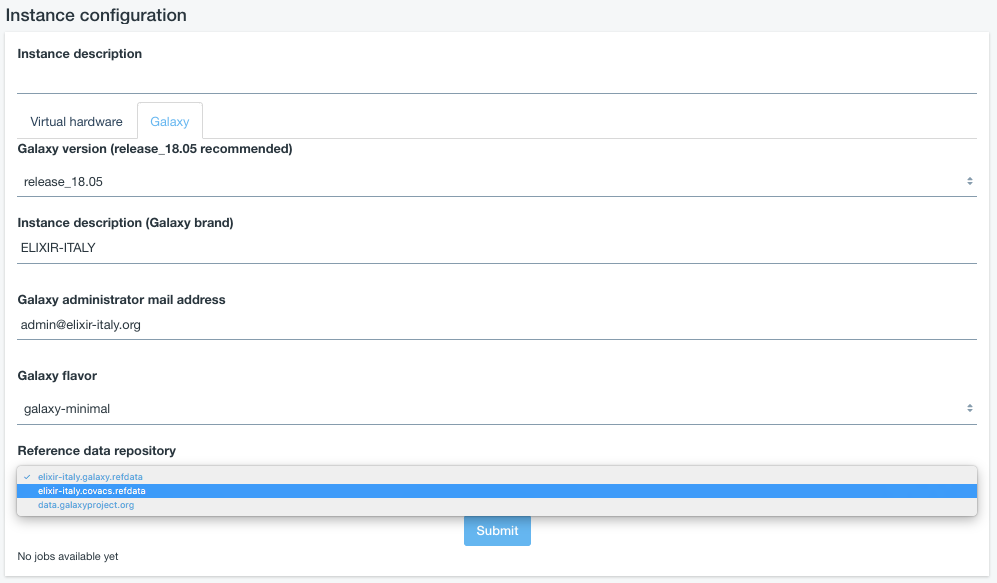 Instance configuration
Instance description
Virtual hardware
Galaxy
Galaxy version (release_18.05 recommended)
release_18.05
Instance description (Galaxy brand)
ELIXIR-ITALY
Galaxy administrator mail address
admin@elixir-italy.org
Galaxy flavor
galaxy-minimal
Reference data repository
elixir-italy.galaxy.refdata
elixir-italy.covacs.refdata
data.galaxyproject.org
Submit
No jobs available yet